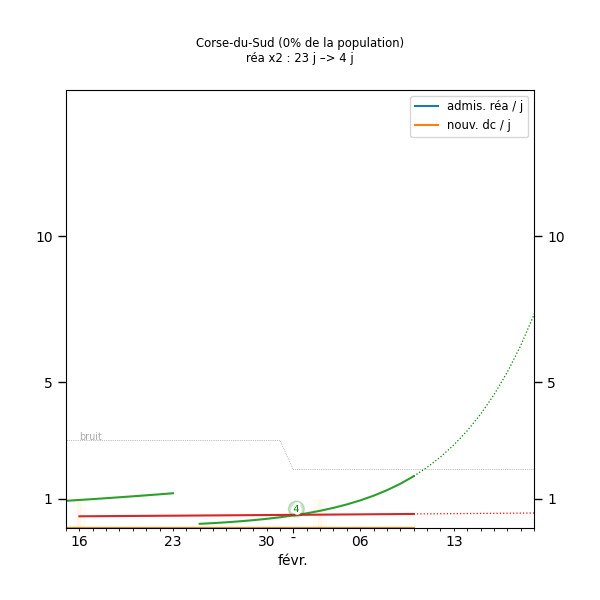 Corse-du-Sud (0% de la population)
réa x2 : 23 j –> 4 j
admis. réa / j
nouv. dc / j
10
10
5
5
bruit
1
1
4
16
23
30
-
06
13
févr.